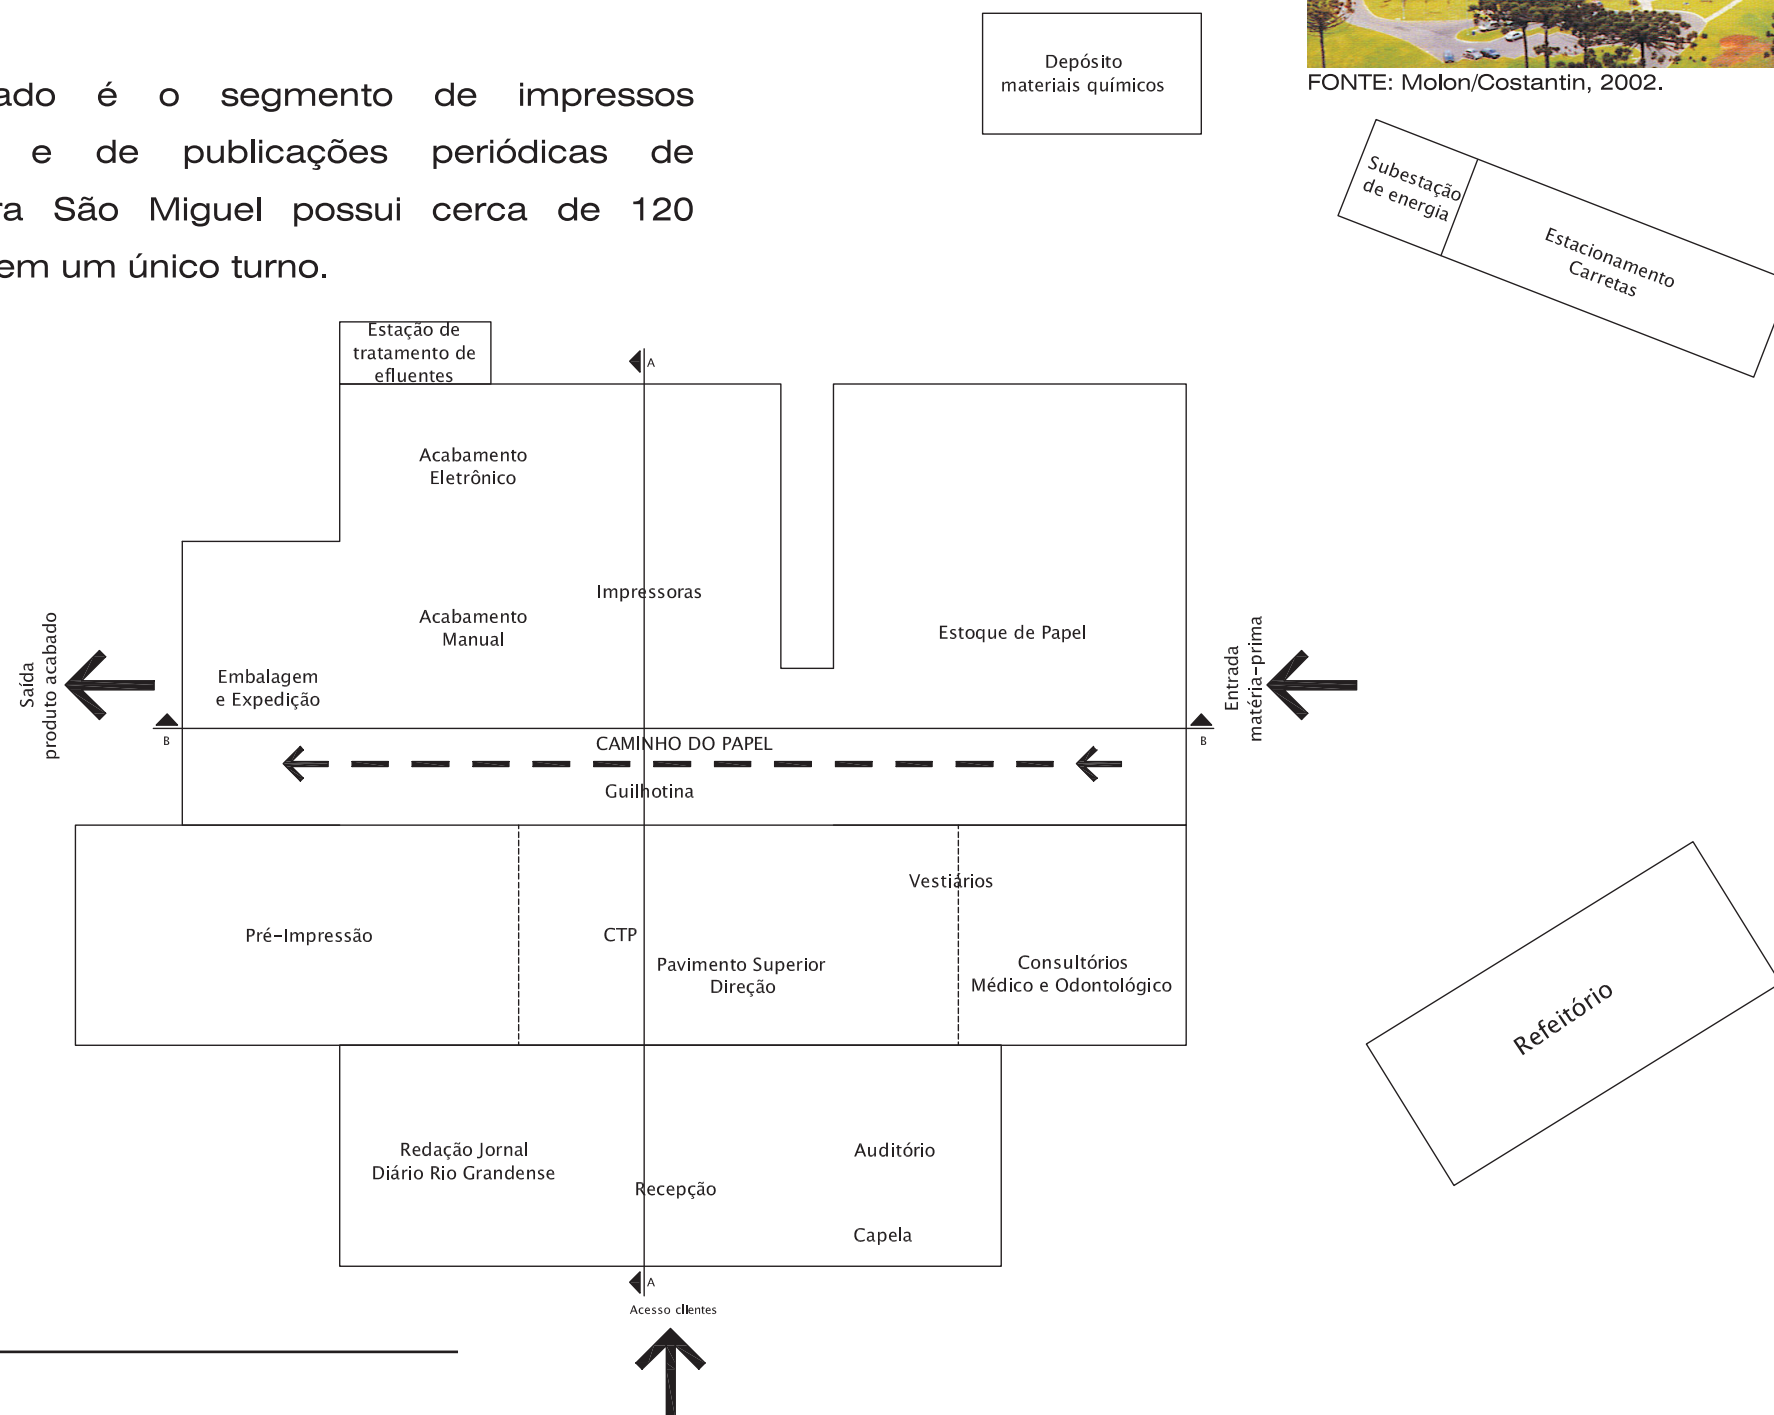 é o segmento de impressos
e de publicações periódicas de
São Miguel possui cerca de 120
em um único turno.
Depósito
materiais químicos
FONTE: Molon/Costantin, 2002.
Subestação
de energia
Estacionamento
Carretas
Estação de
tratamento de
efluentes
A
Acabamento
Eletrônico
Impressoras
Acabamento
Manual
Estoque de Papel
Embalagem
e Expedição
Saída
produto acabado
Entrada
matéria-prima
B
B
CAMINHO DO PAPEL
Guilhotina
Vestiários
Pré-Impressão
CTP
Pavimento Superior
Direção
Consultórios
Médico e Odontológico
Refeitório
Redação Jornal
Diário Rio Grandense
Auditório
Recepção
Capela
A
Acesso clientes